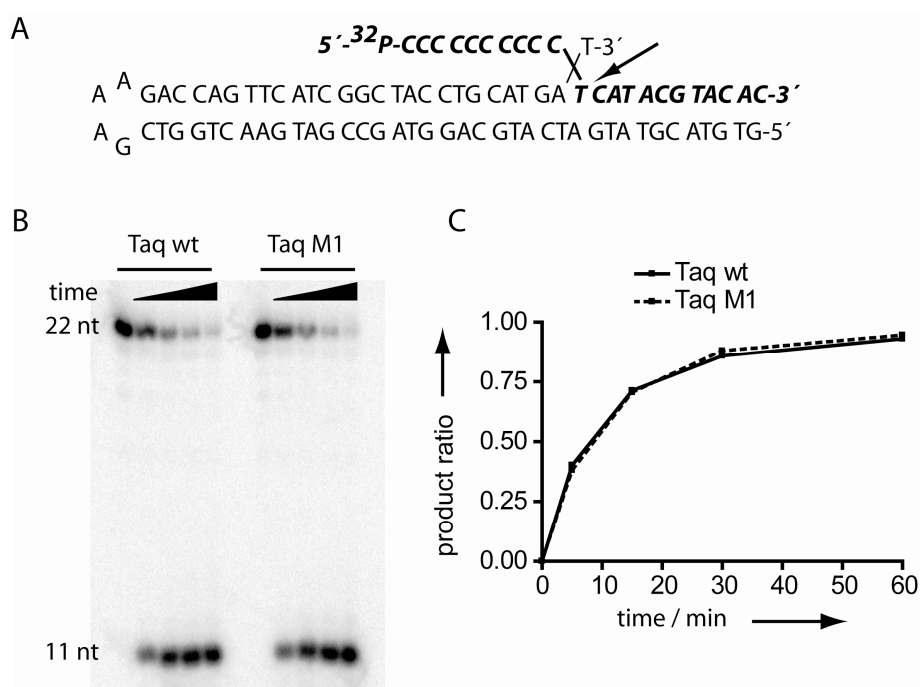 A
5´-32P-CCC CCC CCC C
T-3´
A A GAC CAG TTC ATC GGC TAC CTG CAT GA T CAT ACG TAC AC-3´
A G CTG GTC AAG TAG CCG ATG GAC GTA CTA GTA TGC ATG TG-5´
B
Taq wt Taq M1
time
22 nt
11 nt
C
Taq wt
Taq M1
product ratio
1.00
0.75
0.50
0.25
0.00
0 10 20 30 40 50 60
time / min